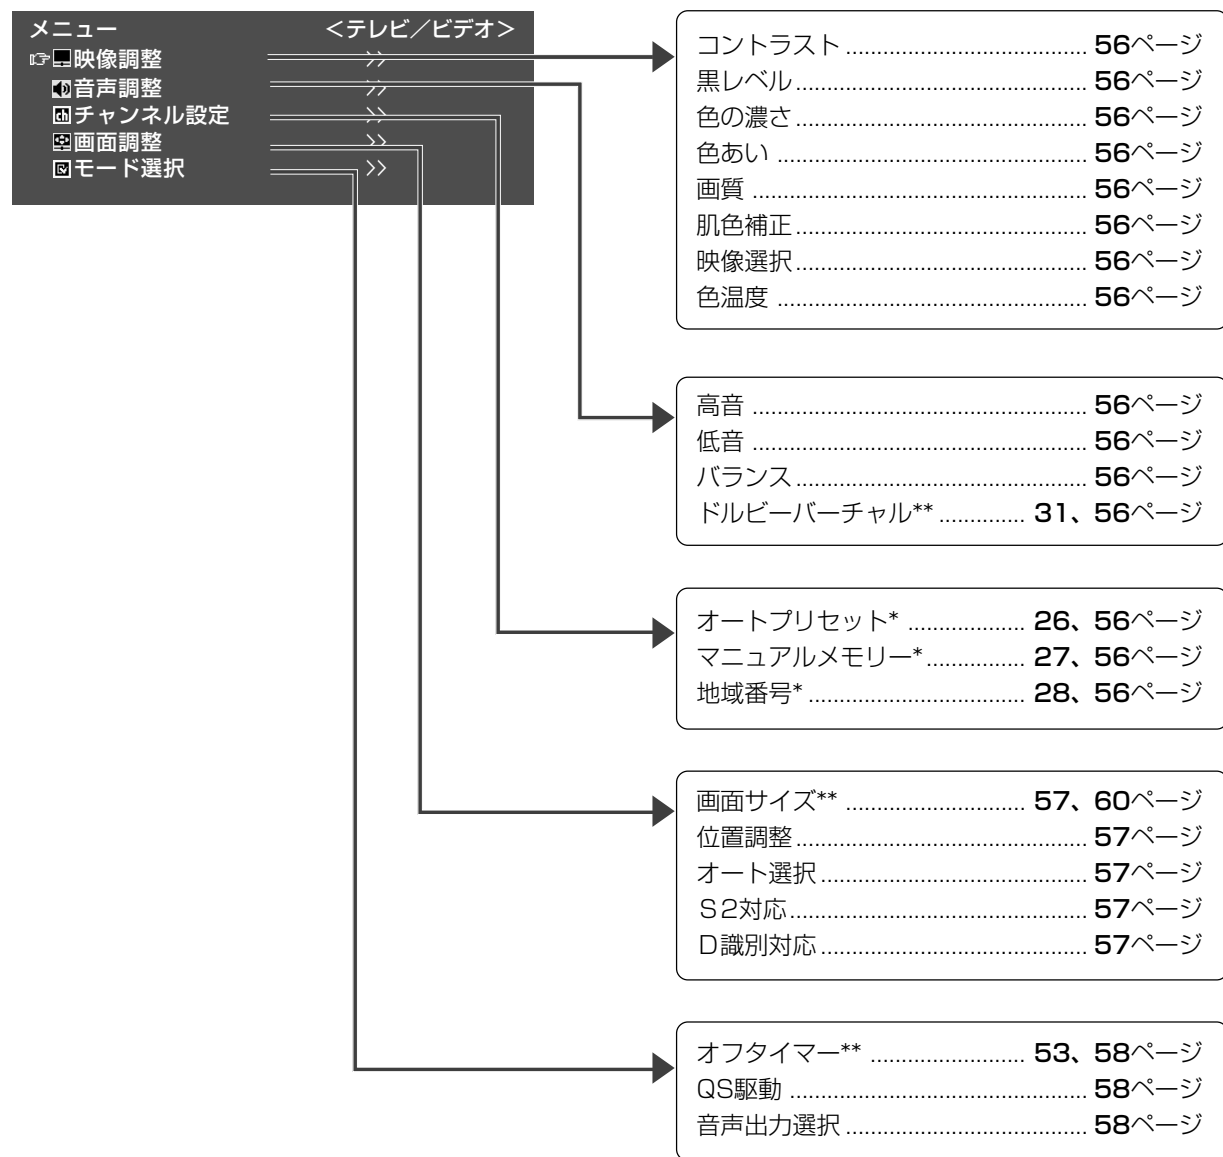 メニュー <テレビ／ビデオ>
☞映像調整 >>
音声調整 >>
chチャンネル設定 >>
画面調整 >>
モード選択 >>
コントラスト ............................... 56ページ
黒レベル ............................... 56ページ
色の濃さ ............................... 56ページ
色あい ............................... 56ページ
画質 ............................... 56ページ
肌色補正 ............................... 56ページ
映像選択 ............................... 56ページ
色温度 ............................... 56ページ
高音 ............................... 56ページ
低音 ............................... 56ページ
バランス ............................... 56ページ
ドルビーバーチャル** .............. 31、56ページ
オートプリセット* ................... 26、56ページ
マニュアルメモリー* ................ 27、56ページ
地域番号* ................................... 28、56ページ
画面サイズ** ............................. 57、60ページ
位置調整 ............................... 57ページ
オート選択 ............................... 57ページ
S2対応 ............................... 57ページ
D識別対応 ............................... 57ページ
オフタイマー** ......................... 53、58ページ
QS駆動 ............................... 58ページ
音声出力選択 ............................... 58ページ